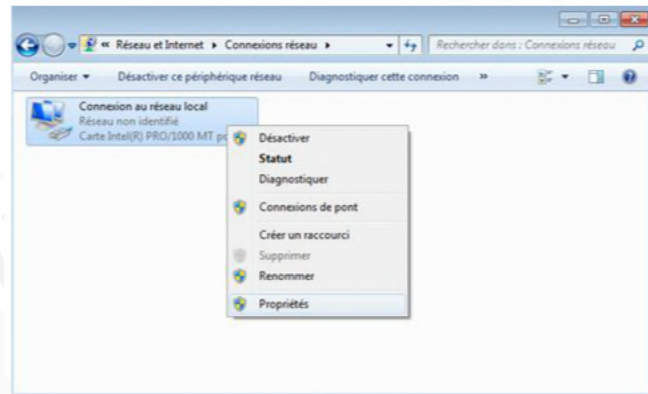 « Réseau et Internet ▸ Connexions réseau ▸
Rechercher dans : Connexions réseau
Organiser ▾ Désactiver ce périphérique réseau Diagnostiquer cette connexion »
Connexion au réseau local
Réseau non identifié
Carte Intel(R) PRO/1000 MT
Désactiver
Statut
Diagnostiquer
Connexions de pont
Créer un raccourci
Supprimer
Renommer
Propriétés